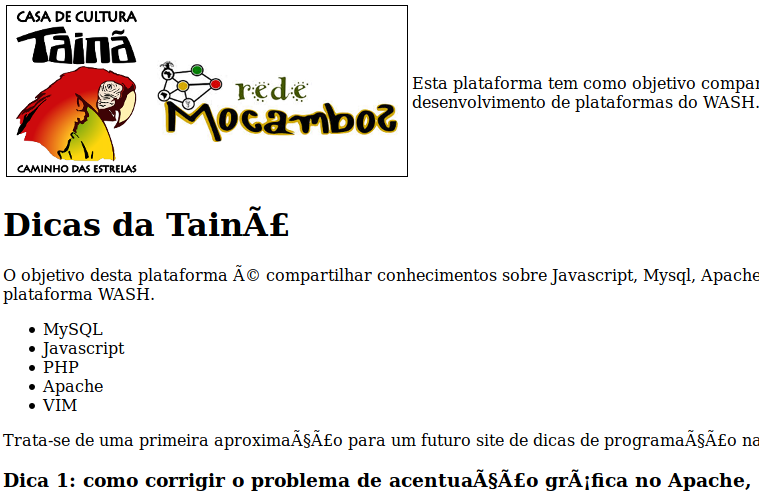 CASA DE CULTURA
Tainã
CAMINHO DAS ESTRELAS
rede
Mocambos
Esta plataforma tem como objetivo compar
desenvolvimento de plataformas do WASH.
Dicas da TainÃ£
O objetivo desta plataforma Ã© compartilhar conhecimentos sobre Javascript, Mysql, Apache
plataforma WASH.
MySQL
Javascript
PHP
Apache
VIM
Trata-se de uma primeira aproximaÃ§Ã£o para um futuro site de dicas de programaÃ§Ã£o na
Dica 1: como corrigir o problema de acentuaÃ§Ã£o grÃ¡fica no Apache,